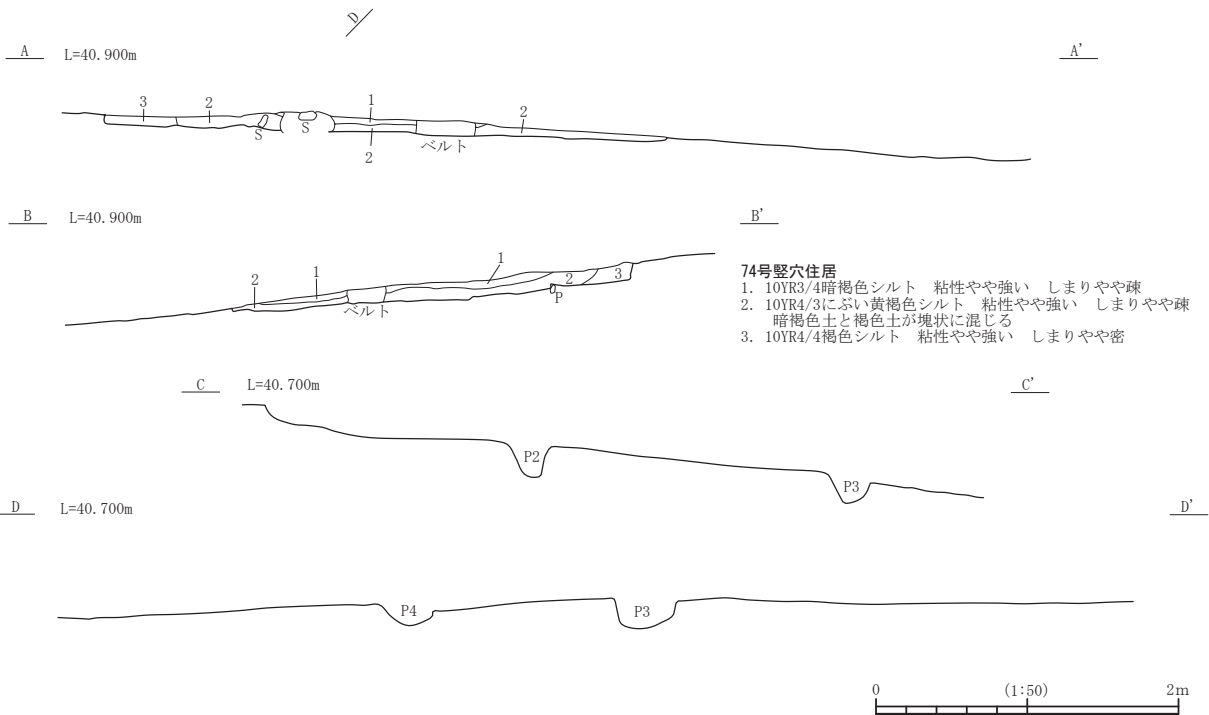 D
A L=40.900m A'
3 2 1 2
S S
2 ベルト
B L=40.900m B'
2 1 1 2 3
P
ベルト
74号竪穴住居
1. 10YR3/4暗褐色シルト 粘性やや強い しまりやや疎
2. 10YR4/3にぶい黄褐色シルト 粘性やや強い しまりやや疎
暗褐色土と褐色土が塊状に混じる
3. 10YR4/4褐色シルト 粘性やや強い しまりやや密
C L=40.700m C'
P2
P3
D L=40.700m D'
P4 P3
0 (1:50) 2m